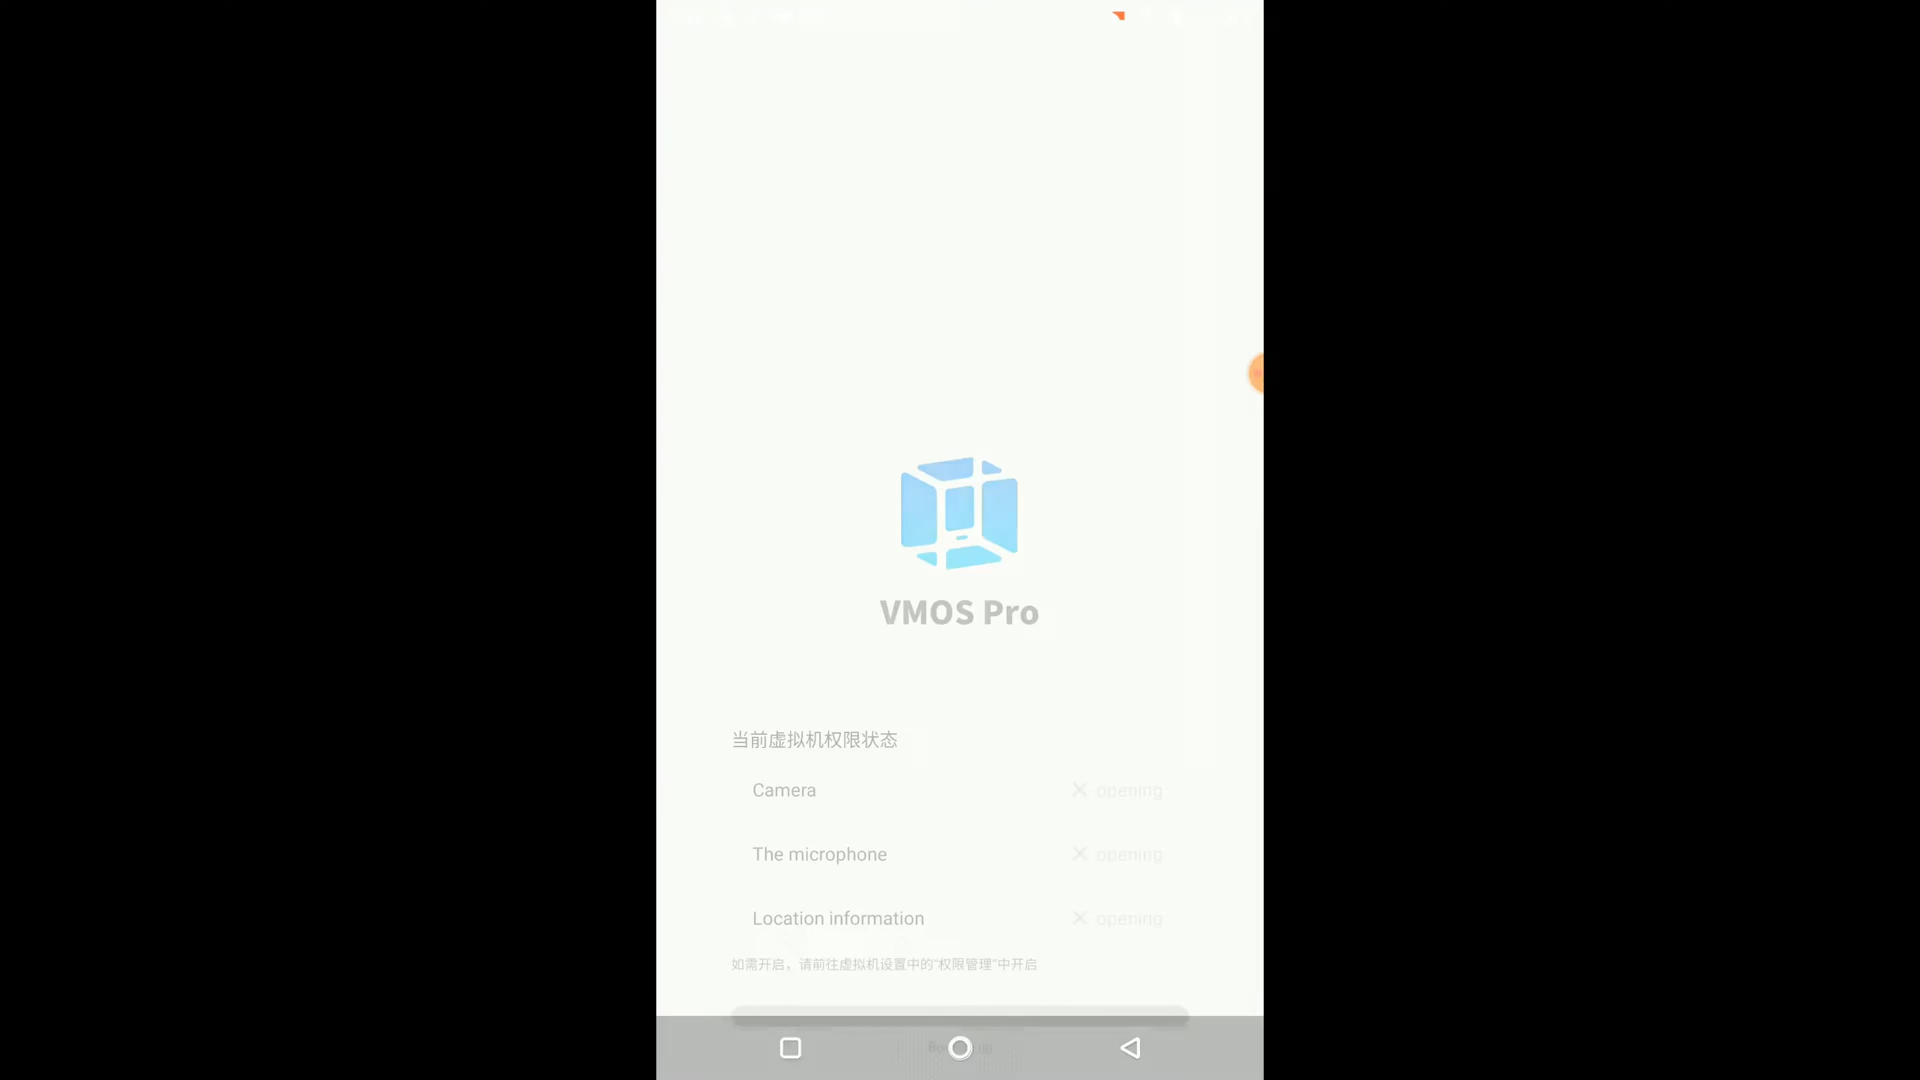 VMOS Pro
当前虚拟机权限状态
Camera opening
The microphone opening
Location information opening
如需开启，请前往虚拟机设置中的“权限管理”中开启